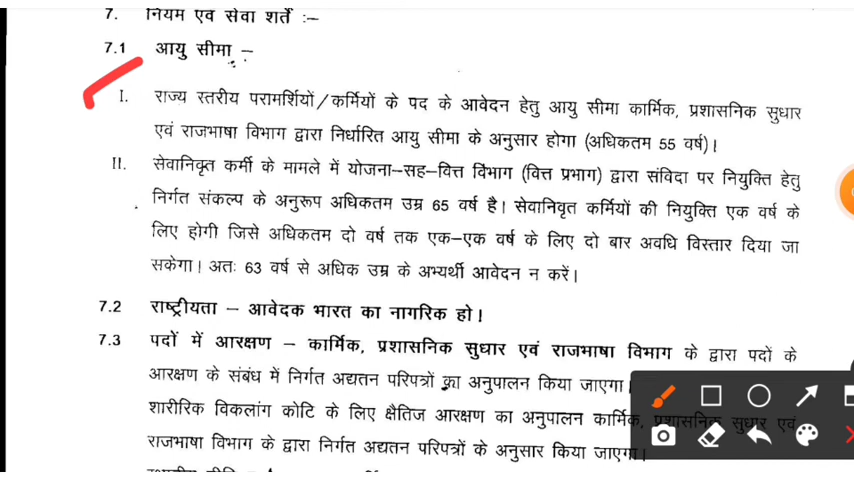 7. नियम एवं सेवा शर्ते :–
7.1 आयु सीमा –
I. राज्य स्तरीय परामर्शियों/कर्मियों के पद के आवेदन हेतु आयु सीमा कार्मिक, प्रशासनिक सुधार
एवं राजभाषा विभाग द्वारा निर्धारित आयु सीमा के अनुसार होगा (अधिकतम 55 वर्ष)।
II. सेवानिवृत कर्मी के मामले में योजना–सह–वित्त विभाग (वित्त प्रभाग) द्वारा संविदा पर नियुक्ति हेतु
निर्गत संकल्प के अनुरूप अधिकतम उम्र 65 वर्ष है। सेवानिवृत कर्मियों की नियुक्ति एक वर्ष के
लिए होगी जिसे अधिकतम दो वर्ष तक एक–एक वर्ष के लिए दो बार अवधि विस्तार दिया जा
सकेगा। अतः 63 वर्ष से अधिक उम्र के अभ्यर्थी आवेदन न करें।
7.2 राष्ट्रीयता – आवेदक भारत का नागरिक हो।
7.3 पदों में आरक्षण – कार्मिक, प्रशासनिक सुधार एवं राजभाषा विभाग के द्वारा पदों के
आरक्षण के संबंध में निर्गत अद्यतन परिपत्रों का अनुपालन किया जाएगा।
शारीरिक विकलांग कोटि के लिए क्षैतिज आरक्षण का अनुपालन कार्मिक, प्रशासनिक सुधार एवं
राजभाषा विभाग के द्वारा निर्गत अद्यतन परिपत्रों के अनुसार किया जाएगा।